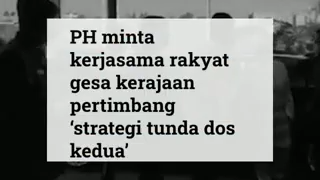 PH minta
kerjasama rakyat
gesa kerajaan
pertimbang
‘strategi tunda dos
kedua’